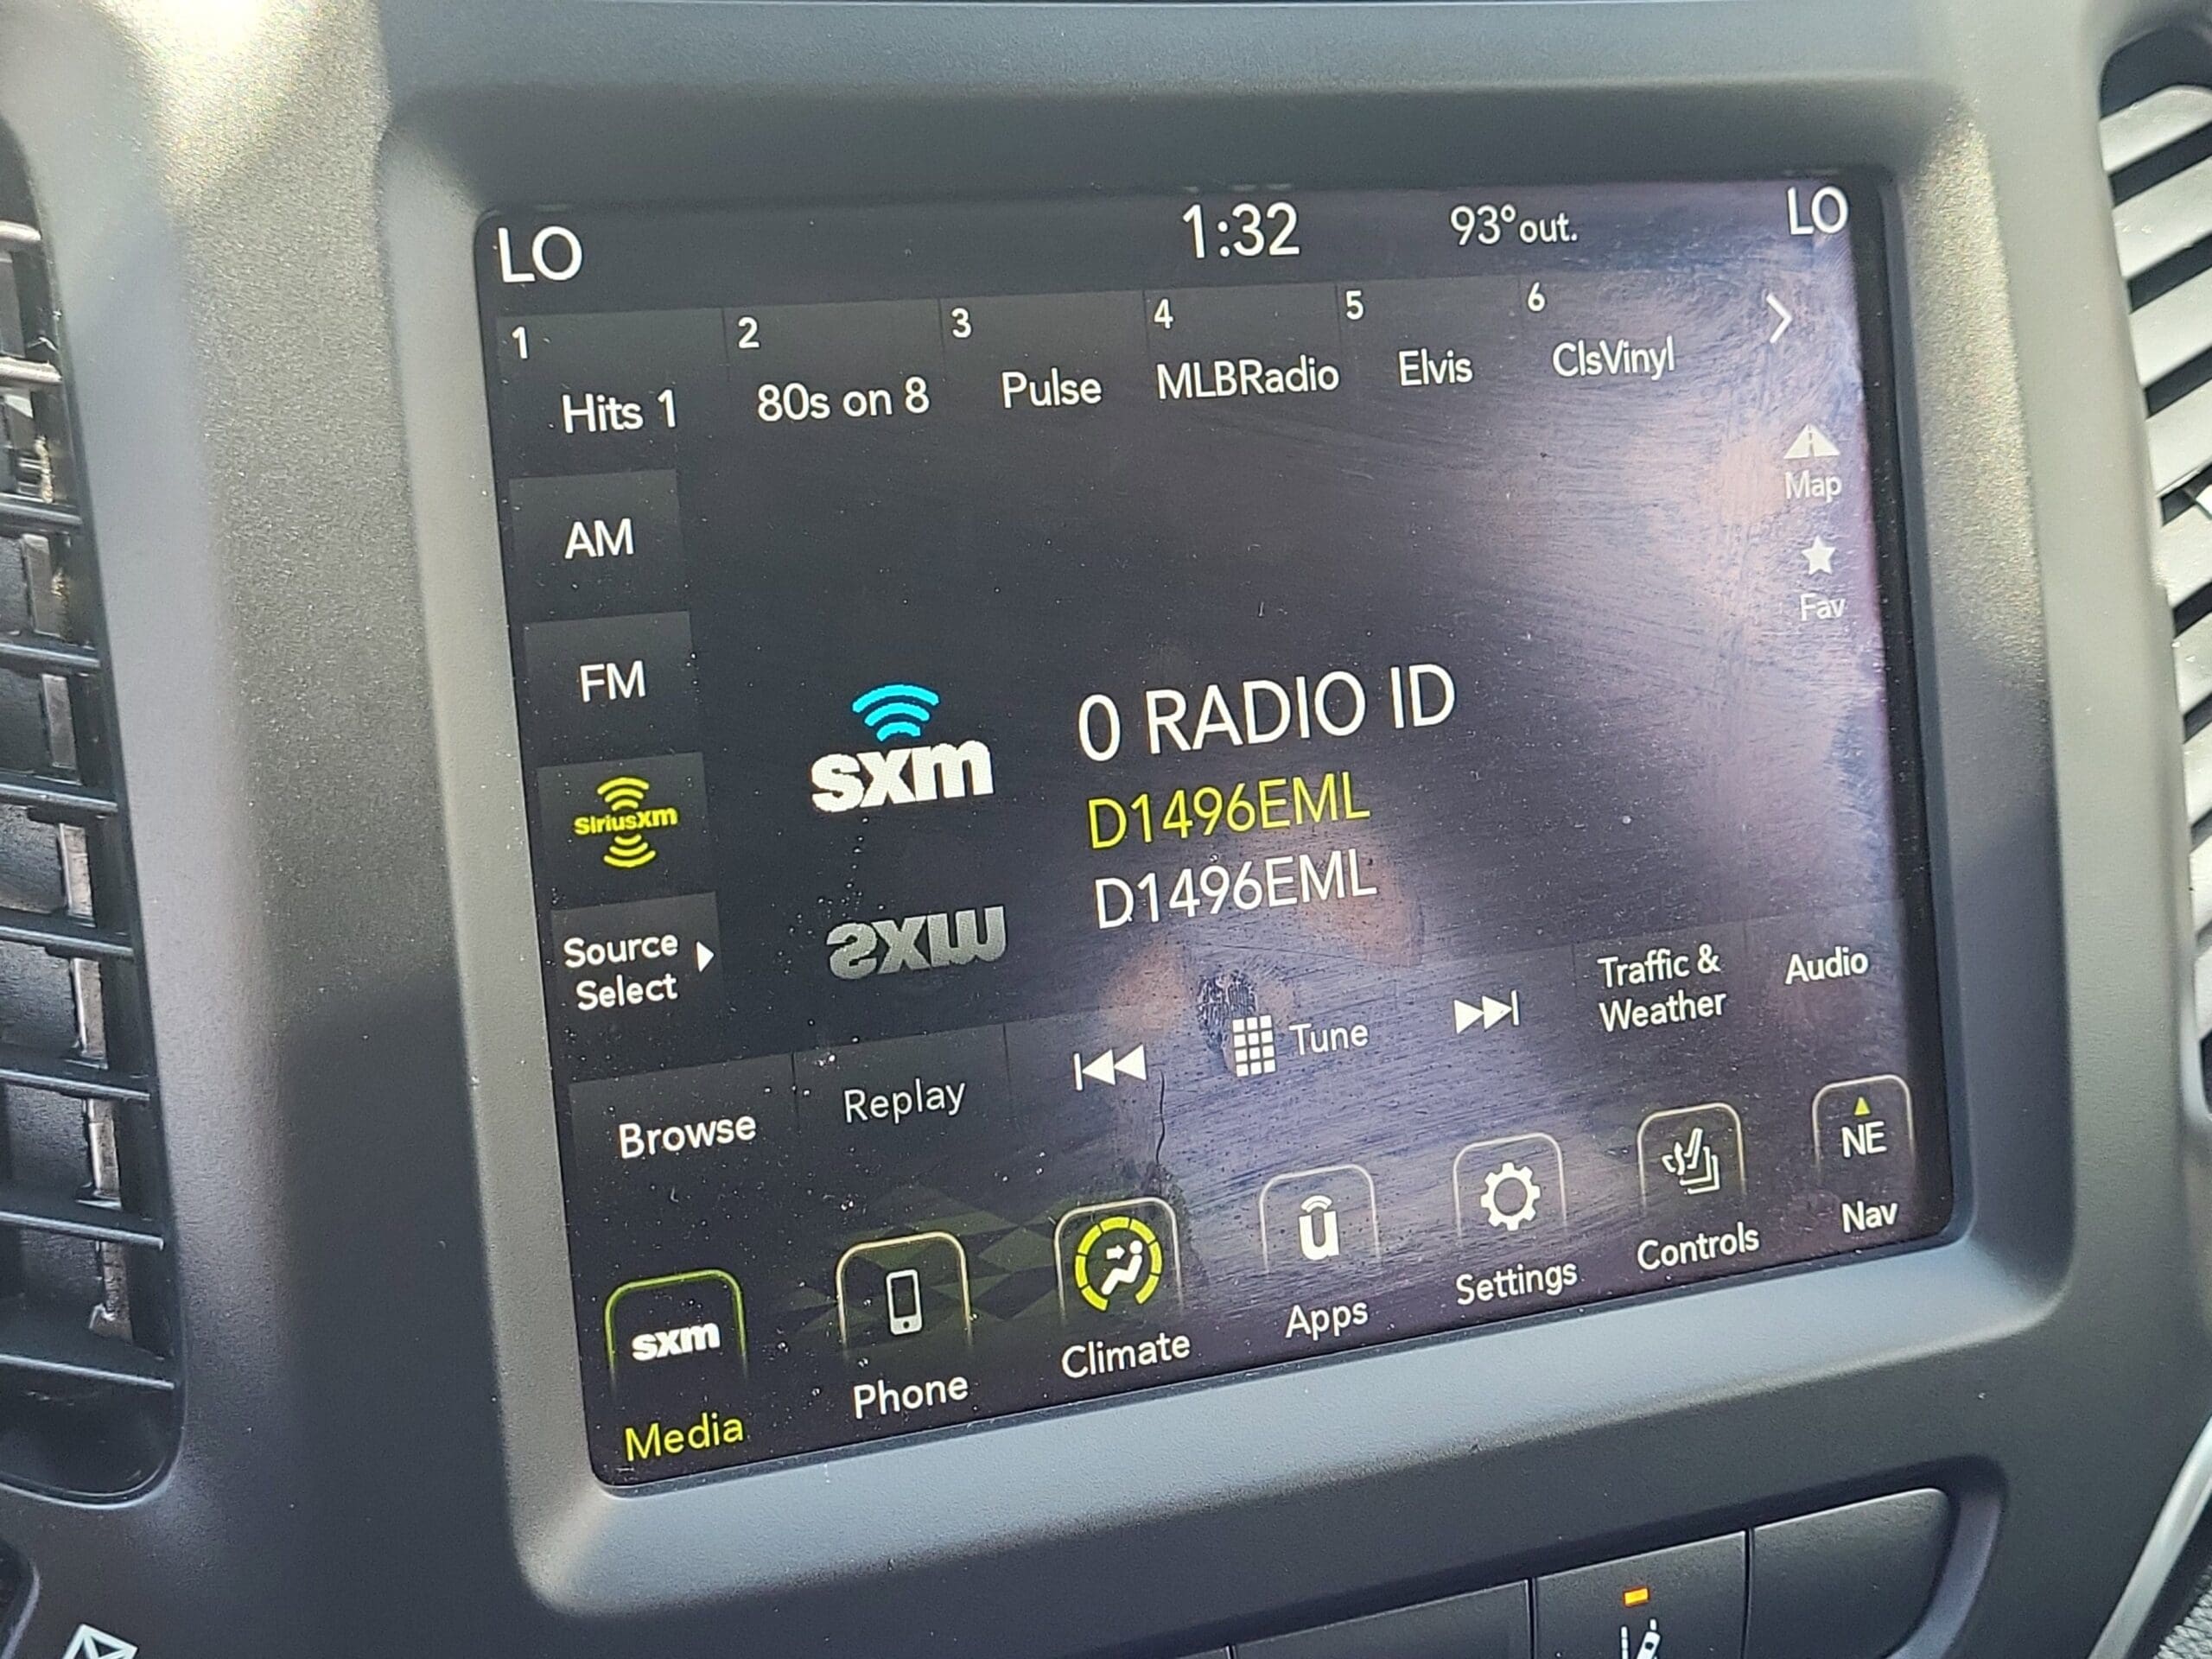 LO 1:32 93°out. LO
1 2 3 4 5 6
Hits 1 80s on 8 Pulse MLBRadio Elvis ClsVinyl
AM
FM
SiriusXm
Source
Select
Map
Fav
sxm
0 RADIO ID
D1496EML
D1496EML
sxm
Browse Replay Tune
Traffic &
Weather
Audio
sxm
Media
Phone
Climate
u
Apps
Settings
Controls
NE
Nav